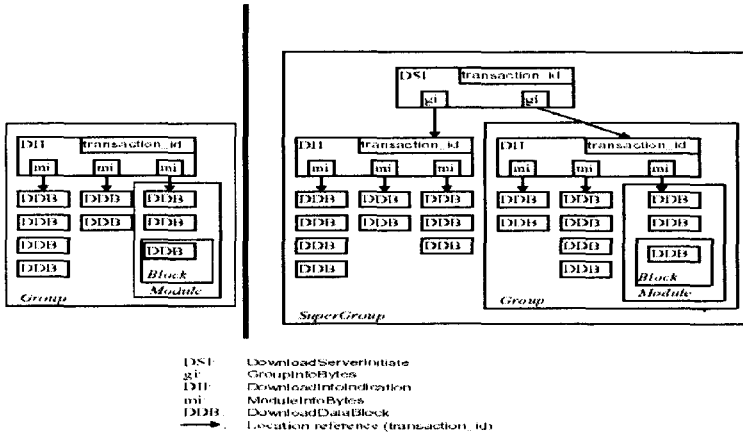 DII transaction_id
mi mi mi
DDB DDB DDB
DDB DDB DDB
DDB DDB
DDB
Block
Module
Group
DSI transaction_id
gi gi
DII transaction_id
mi mi mi
DDB DDB DDB
DDB DDB DDB
DDB DDB
DDB
DII transaction_id
mi mi mi
DDB DDB DDB
DDB DDB DDB
DDB DDB
DDB
Block
Module
Group
SuperGroup
DSI: DownloadServerInitiate
gi: GroupInfoBytes
DII: DownloadInfoIndication
mi: ModuleInfoBytes
DDB: DownloadDataBlock
: Location reference (transaction_id)